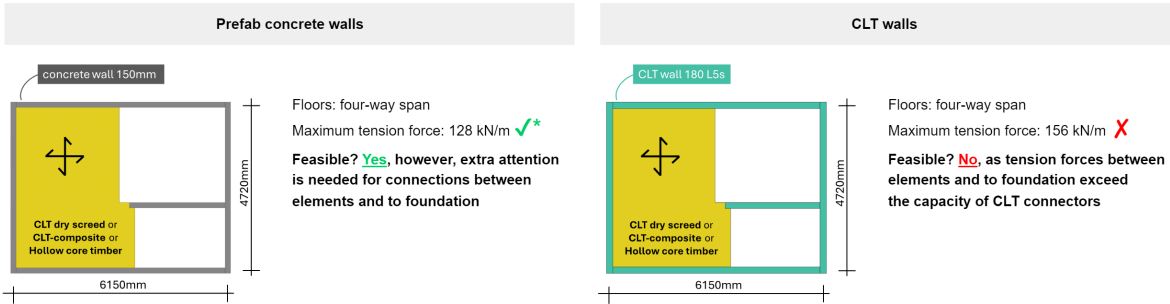 Prefab concrete walls
concrete wall 150mm
CLT dry screed or
CLT-composite or
Hollow core timber
4720mm
6150mm
Floors: four-way span
Maximum tension force: 128 kN/m ✓*
Feasible? Yes, however, extra attention
is needed for connections between
elements and to foundation
CLT walls
CLT wall 180 L5s
CLT dry screed or
CLT-composite or
Hollow core timber
4720mm
6150mm
Floors: four-way span
Maximum tension force: 156 kN/m ✗
Feasible? No, as tension forces between
elements and to foundation exceed
the capacity of CLT connectors